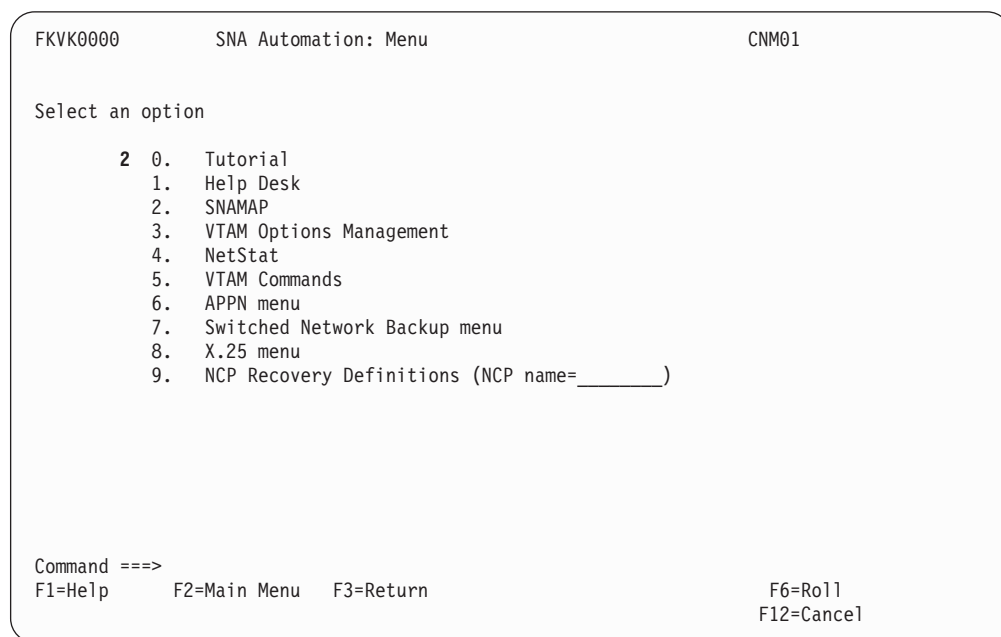 FKVK0000 SNA Automation: Menu CNM01
Select an option
2 0. Tutorial
1. Help Desk
2. SNAMAP
3. VTAM Options Management
4. NetStat
5. VTAM Commands
6. APPN menu
7. Switched Network Backup menu
8. X.25 menu
9. NCP Recovery Definitions (NCP name=________)
Command ===>
F1=Help F2=Main Menu F3=Return F6=Roll
F12=Cancel